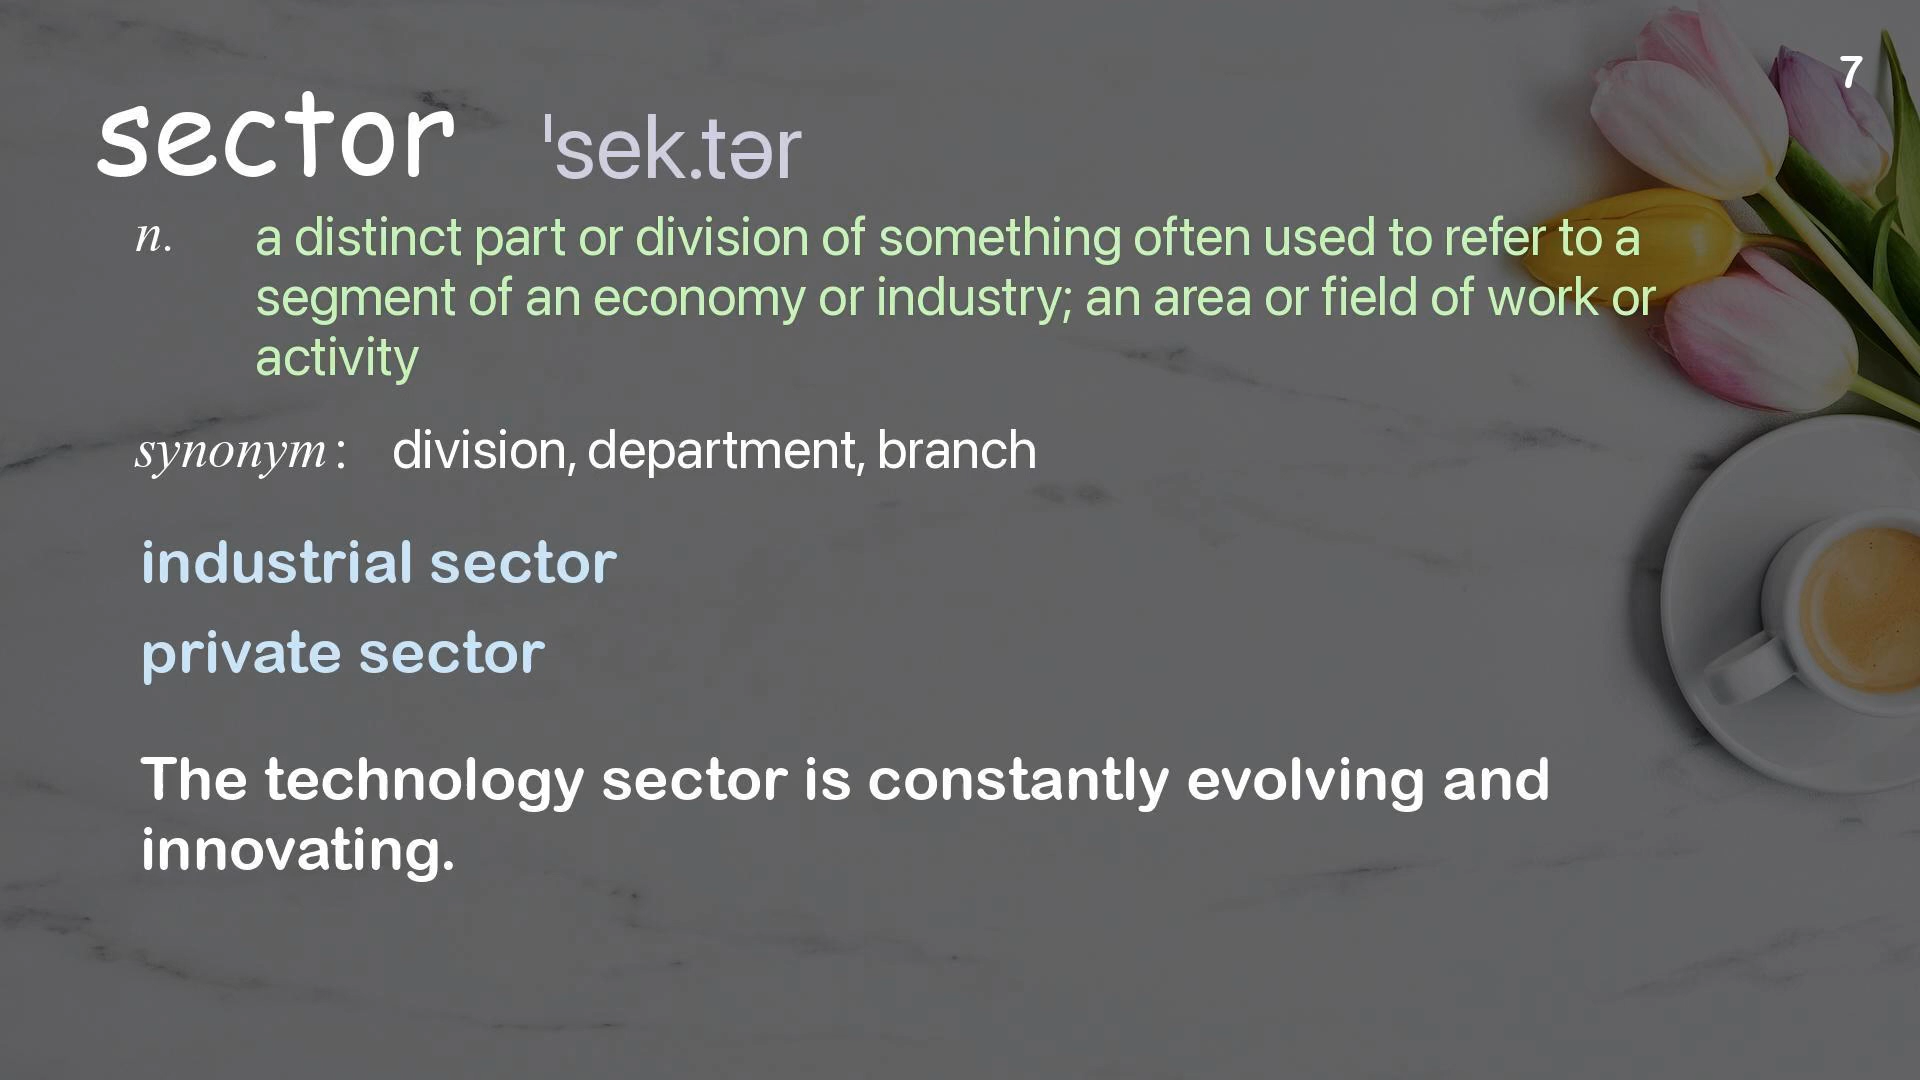 7
sector ˈsek.tər
n. a distinct part or division of something often used to refer to a
segment of an economy or industry; an area or field of work or
activity
synonym : division, department, branch
industrial sector
private sector
The technology sector is constantly evolving and
innovating.